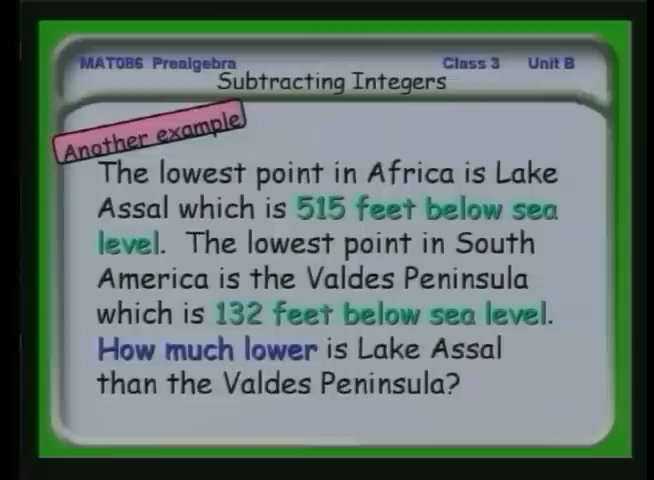 MAT086 Prealgebra Class 3 Unit B
Subtracting Integers
Another example
The lowest point in Africa is Lake
Assal which is 515 feet below sea
level. The lowest point in South
America is the Valdes Peninsula
which is 132 feet below sea level.
How much lower is Lake Assal
than the Valdes Peninsula?